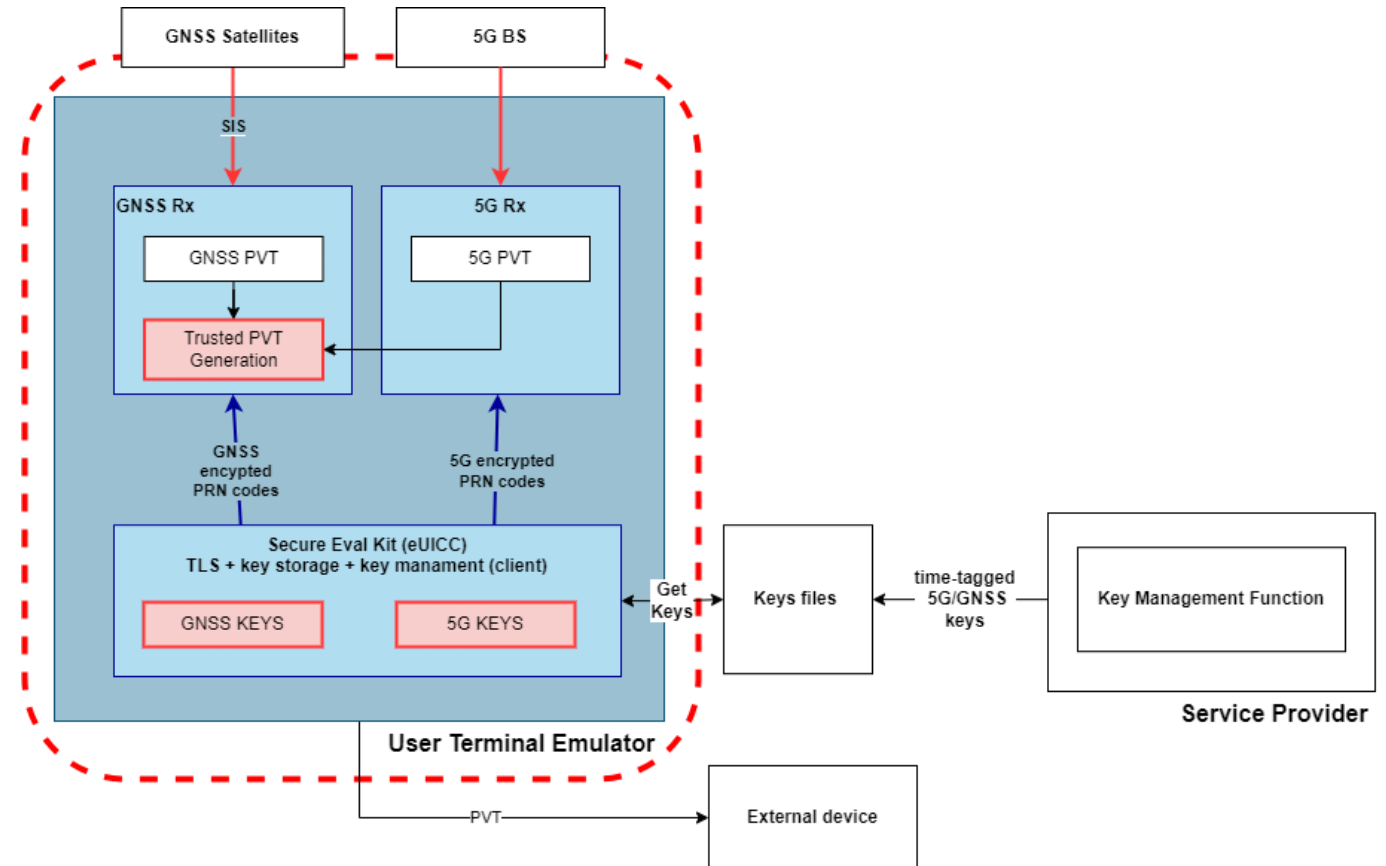 GNSS Satellites
5G BS
SIS
GNSS Rx
5G Rx
GNSS PVT
5G PVT
Trusted PVT
Generation
GNSS
encypted
PRN codes
5G encrypted
PRN codes
Secure Eval Kit (eUICC)
TLS + key storage + key manament (client)
GNSS KEYS
5G KEYS
Get
Keys
Keys files
time-tagged
5G/GNSS
keys
Key Management Function
Service Provider
User Terminal Emulator
PVT
External device